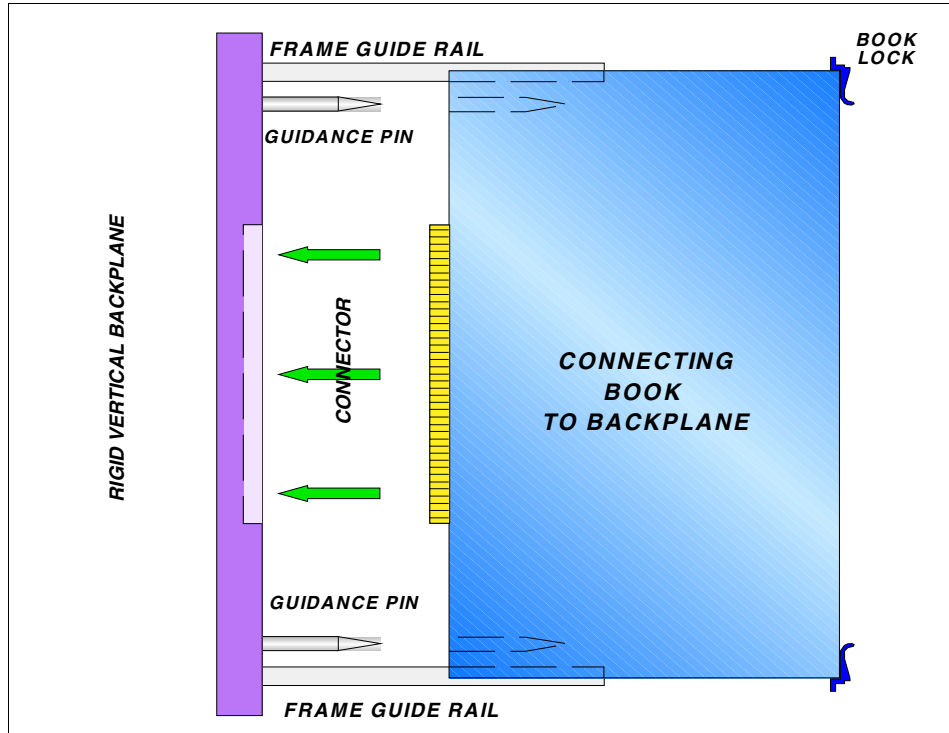 FRAME GUIDE RAIL
BOOK
LOCK
GUIDANCE PIN
RIGID VERTICAL BACKPLANE
CONNECTOR
CONNECTING
BOOK
TO BACKPLANE
GUIDANCE PIN
FRAME GUIDE RAIL